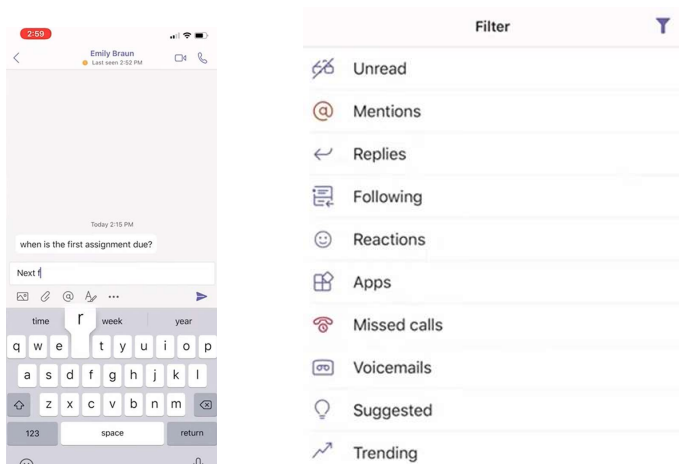 2:59
Emily Braun
Last seen 2:52 PM
Today 2:15 PM
when is the first assignment due?
Next f
time
week
year
q w e r t y u i o p
a s d f g h j k l
z x c v b n m
123
space
return
Filter
Unread
Mentions
Replies
Following
Reactions
Apps
Missed calls
Voicemails
Suggested
Trending